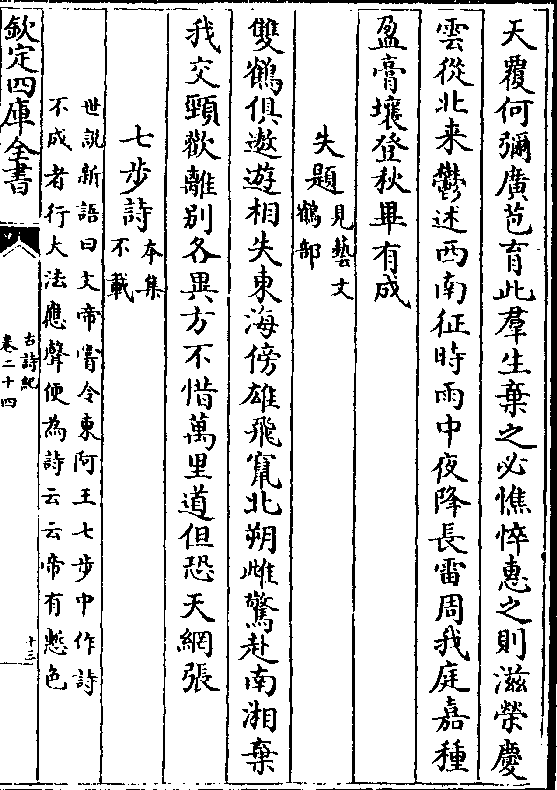 天覆何彌廣苞育此羣生棄之必憔悴惠之則滋榮慶
雲從北来鬱述西南征時雨中夜降長雷周我庭嘉種
盈膏壤登秋畢有成
失題見藝文
鶴部
雙鶴俱遨遊相失東海傍雄飛竄北朔雌驚赴南湘棄
我交頸歡離別各異方不惜萬里道但恐天網張
七步詩本集
不載
世說新語曰文帝嘗令東阿王七步中作詩
不成者行大法應聲便為詩云云帝有慙色
欽定四庫全書
古詩紀
卷二十四
十三